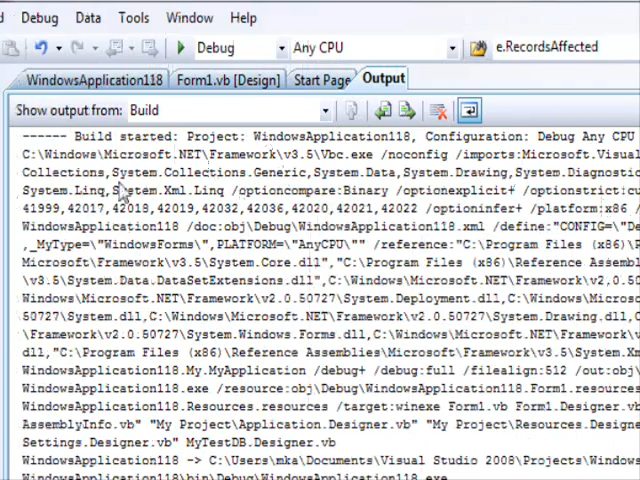 Debug Data Tools Window Help
Debug Any CPU e.RecordsAffected
WindowsApplication118 Form1.vb [Design] Start Page Output
Show output from: Build
------ Build started: Project: WindowsApplication118, Configuration: Debug Any CPU
C:\Windows\Microsoft.NET\Framework\v3.5\Vbc.exe /noconfig /imports:Microsoft.Visual
Collections,System.Collections.Generic,System.Data,System.Drawing,System.Diagnostic
System.Linq,System.Xml.Linq /optioncompare:Binary /optionexplicit+ /optionstrict:cu
41999,42017,42018,42019,42032,42036,42020,42021,42022 /optioninfer+ /platform:x86 /
WindowsApplication118 /doc:obj\Debug\WindowsApplication118.xml /define:"CONFIG=\"De
,_MyType=\"WindowsForms\",PLATFORM=\"AnyCPU\"" /reference:"C:\Program Files (x86)\R
Microsoft\Framework\v3.5\System.Core.dll","C:\Program Files (x86)\Reference Assembl
\v3.5\System.Data.DataSetExtensions.dll",C:\Windows\Microsoft.NET\Framework\v2.0.50
Windows\Microsoft.NET\Framework\v2.0.50727\System.Deployment.dll,C:\Windows\Microso
50727\System.dll,C:\Windows\Microsoft.NET\Framework\v2.0.50727\System.Drawing.dll,C
\Framework\v2.0.50727\System.Windows.Forms.dll,C:\Windows\Microsoft.NET\Framework\v
dll,"C:\Program Files (x86)\Reference Assemblies\Microsoft\Framework\v3.5\System.Xm
WindowsApplication118.My.MyApplication /debug+ /debug:full /filealign:512 /out:obj\
WindowsApplication118.exe /resource:obj\Debug\WindowsApplication118.Form1.resources
WindowsApplication118.Resources.resources /target:winexe Form1.vb Form1.Designer.vb
AssemblyInfo.vb" "My Project\Application.Designer.vb" "My Project\Resources.Designe
Settings.Designer.vb" MyTestDB.Designer.vb
WindowsApplication118 -> C:\Users\mka\Documents\Visual Studio 2008\Projects\Windows
WindowsApplication118\bin\Debug\WindowsApplication118.exe